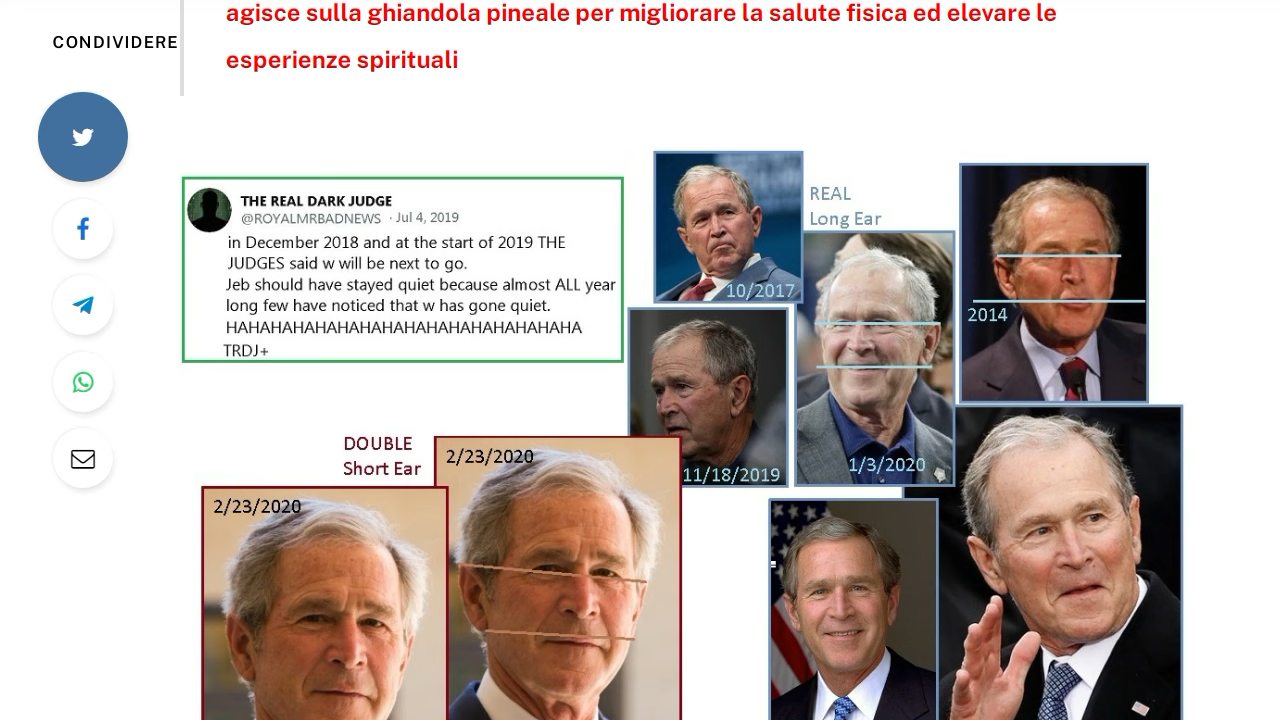 agisce sulla ghiandola pineale per migliorare la salute fisica ed elevare le
esperienze spirituali
CONDIVIDERE
THE REAL DARK JUDGE
@ROYALMRBADNEWS · Jul 4, 2019
in December 2018 and at the start of 2019 THE
JUDGES said w will be next to go.
Jeb should have stayed quiet because almost ALL year
long few have noticed that w has gone quiet.
HAHAHAHAHAHAHAHAHAHAHAHAHAHAHA
TRDJ+
10/2017
REAL
Long Ear
2014
11/18/2019
1/3/2020
DOUBLE
Short Ear
2/23/2020
2/23/2020